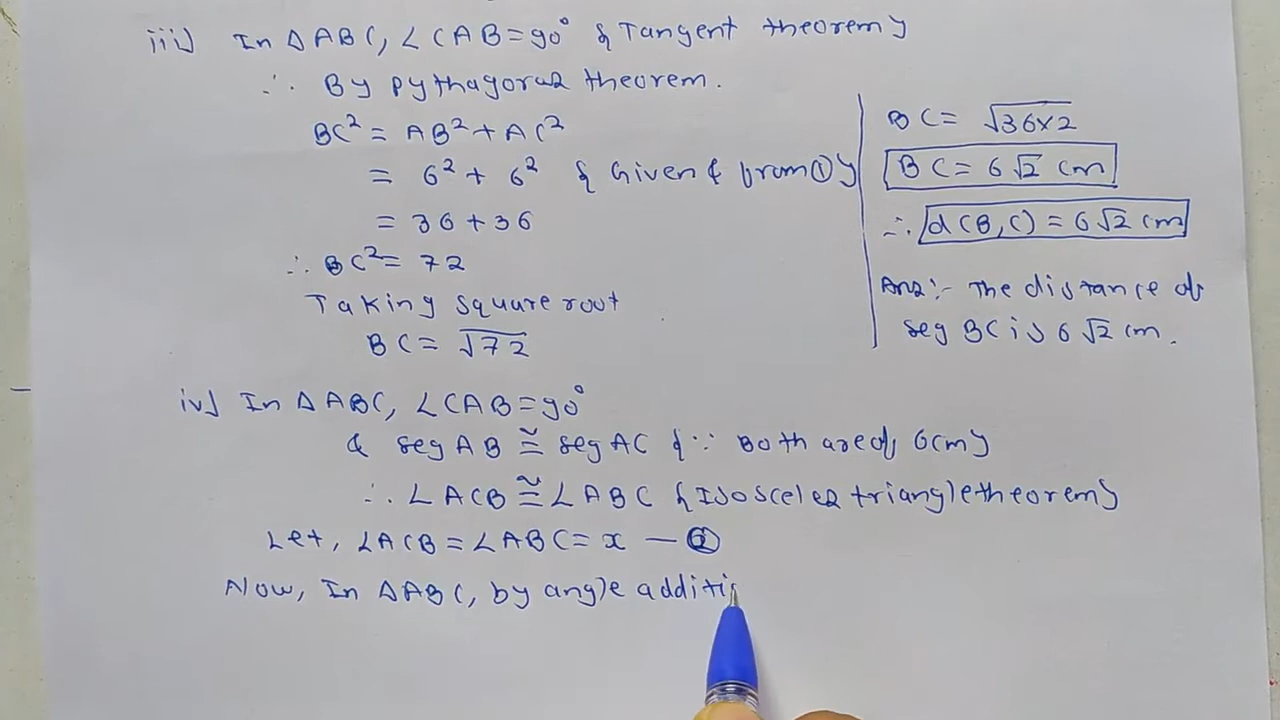 iii) In △ABC, ∠CAB=90° { Tangent theorem}
∴ By pythagoras theorem.
BC² = AB² + AC²
= 6² + 6² { Given & from ①}
= 36 + 36
∴ BC² = 72
Taking square root
BC = √72
BC = √36×2
BC = 6√2 cm
∴ d(B,C) = 6√2 cm
Ans:- The distance of
seg BC is 6√2 cm.
iv) In △ABC, ∠CAB=90°
& seg AB ≅ seg AC {∵ Both are of 6cm}
∴ ∠ACB ≅ ∠ABC {Isosceles triangle theorem}
Let, ∠ACB = ∠ABC = x — ②
Now, In △ABC, by angle additi